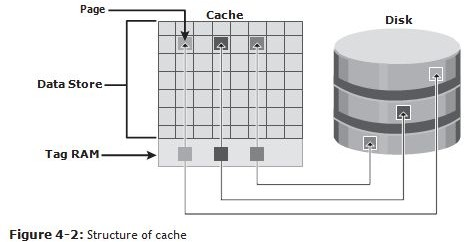 Page
Cache
Disk
Data Store
Tag RAM
Figure 4-2: Structure of cache